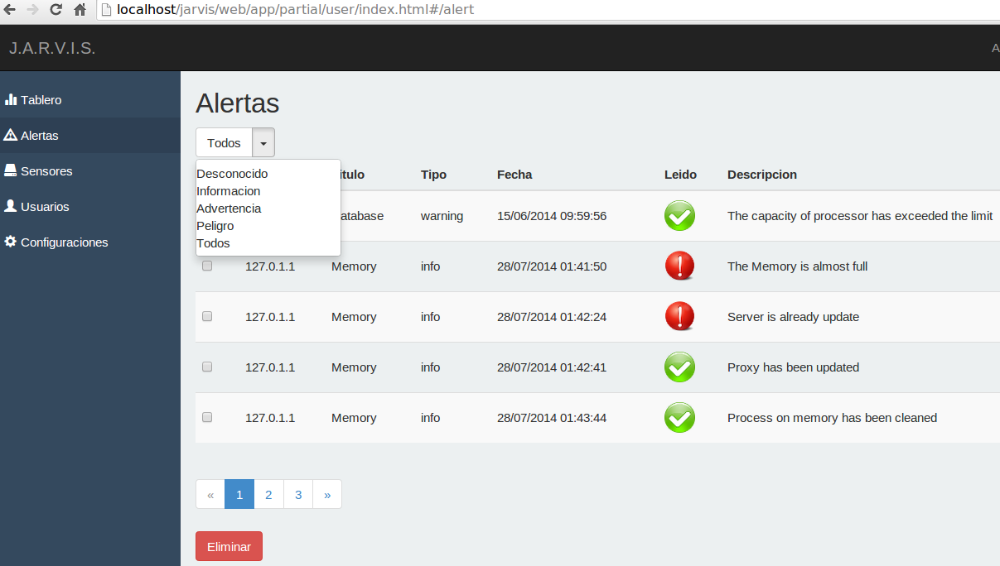 localhost/jarvis/web/app/partial/user/index.html#/alert
J.A.R.V.I.S.
A
Tablero
Alertas
Sensores
Usuarios
Configuraciones
Alertas
Todos
Desconocido
Informacion
Advertencia
Peligro
Todos
itulo Tipo Fecha Leido Descripcion
atabase warning 15/06/2014 09:59:56 The capacity of processor has exceeded the limit
127.0.1.1 Memory info 28/07/2014 01:41:50 The Memory is almost full
127.0.1.1 Memory info 28/07/2014 01:42:24 Server is already update
127.0.1.1 Memory info 28/07/2014 01:42:41 Proxy has been updated
127.0.1.1 Memory info 28/07/2014 01:43:44 Process on memory has been cleaned
« 1 2 3 »
Eliminar